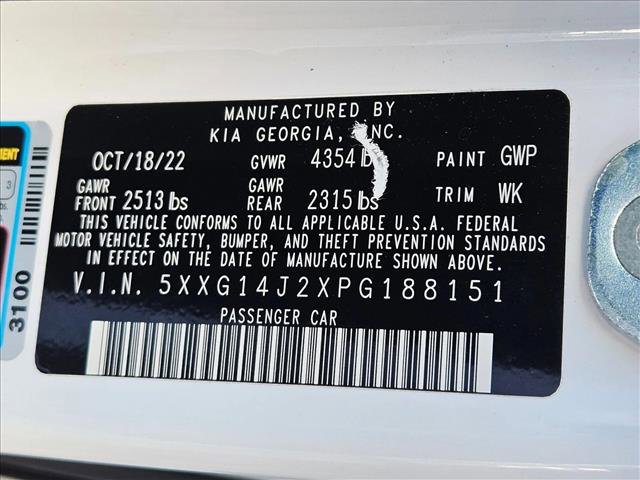 MANUFACTURED BY
KIA GEORGIA, INC.
OCT/18/22 GVWR 4354 lbs PAINT GWP
GAWR FRONT 2513 lbs GAWR REAR 2315 lbs TRIM WK
THIS VEHICLE CONFORMS TO ALL APPLICABLE U.S.A. FEDERAL
MOTOR VEHICLE SAFETY, BUMPER, AND THEFT PREVENTION STANDARDS
IN EFFECT ON THE DATE OF MANUFACTURE SHOWN ABOVE.
V.I.N. 5XXG14J2XPG188151
PASSENGER CAR
3
3100